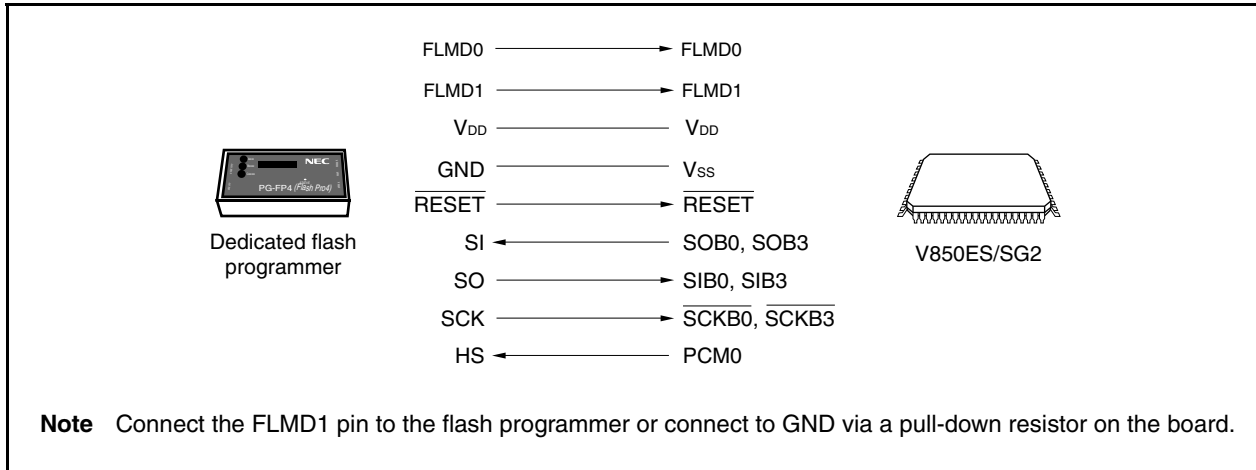 FLMD0 FLMD0
FLMD1 FLMD1
VDD VDD
GND VSS
RESET RESET
SI SOB0, SOB3
SO SIB0, SIB3
SCK SCKB0, SCKB3
HS PCM0
NEC
PG-FP4 (Flash Pro4)
Dedicated flash
programmer
V850ES/SG2
Note Connect the FLMD1 pin to the flash programmer or connect to GND via a pull-down resistor on the board.